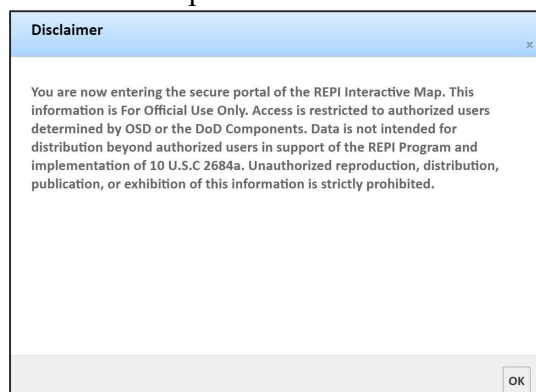 Disclaimer
x
You are now entering the secure portal of the REPI Interactive Map. This
information is For Official Use Only. Access is restricted to authorized users
determined by OSD or the DoD Components. Data is not intended for
distribution beyond authorized users in support of the REPI Program and
implementation of 10 U.S.C 2684a. Unauthorized reproduction, distribution,
publication, or exhibition of this information is strictly prohibited.
OK